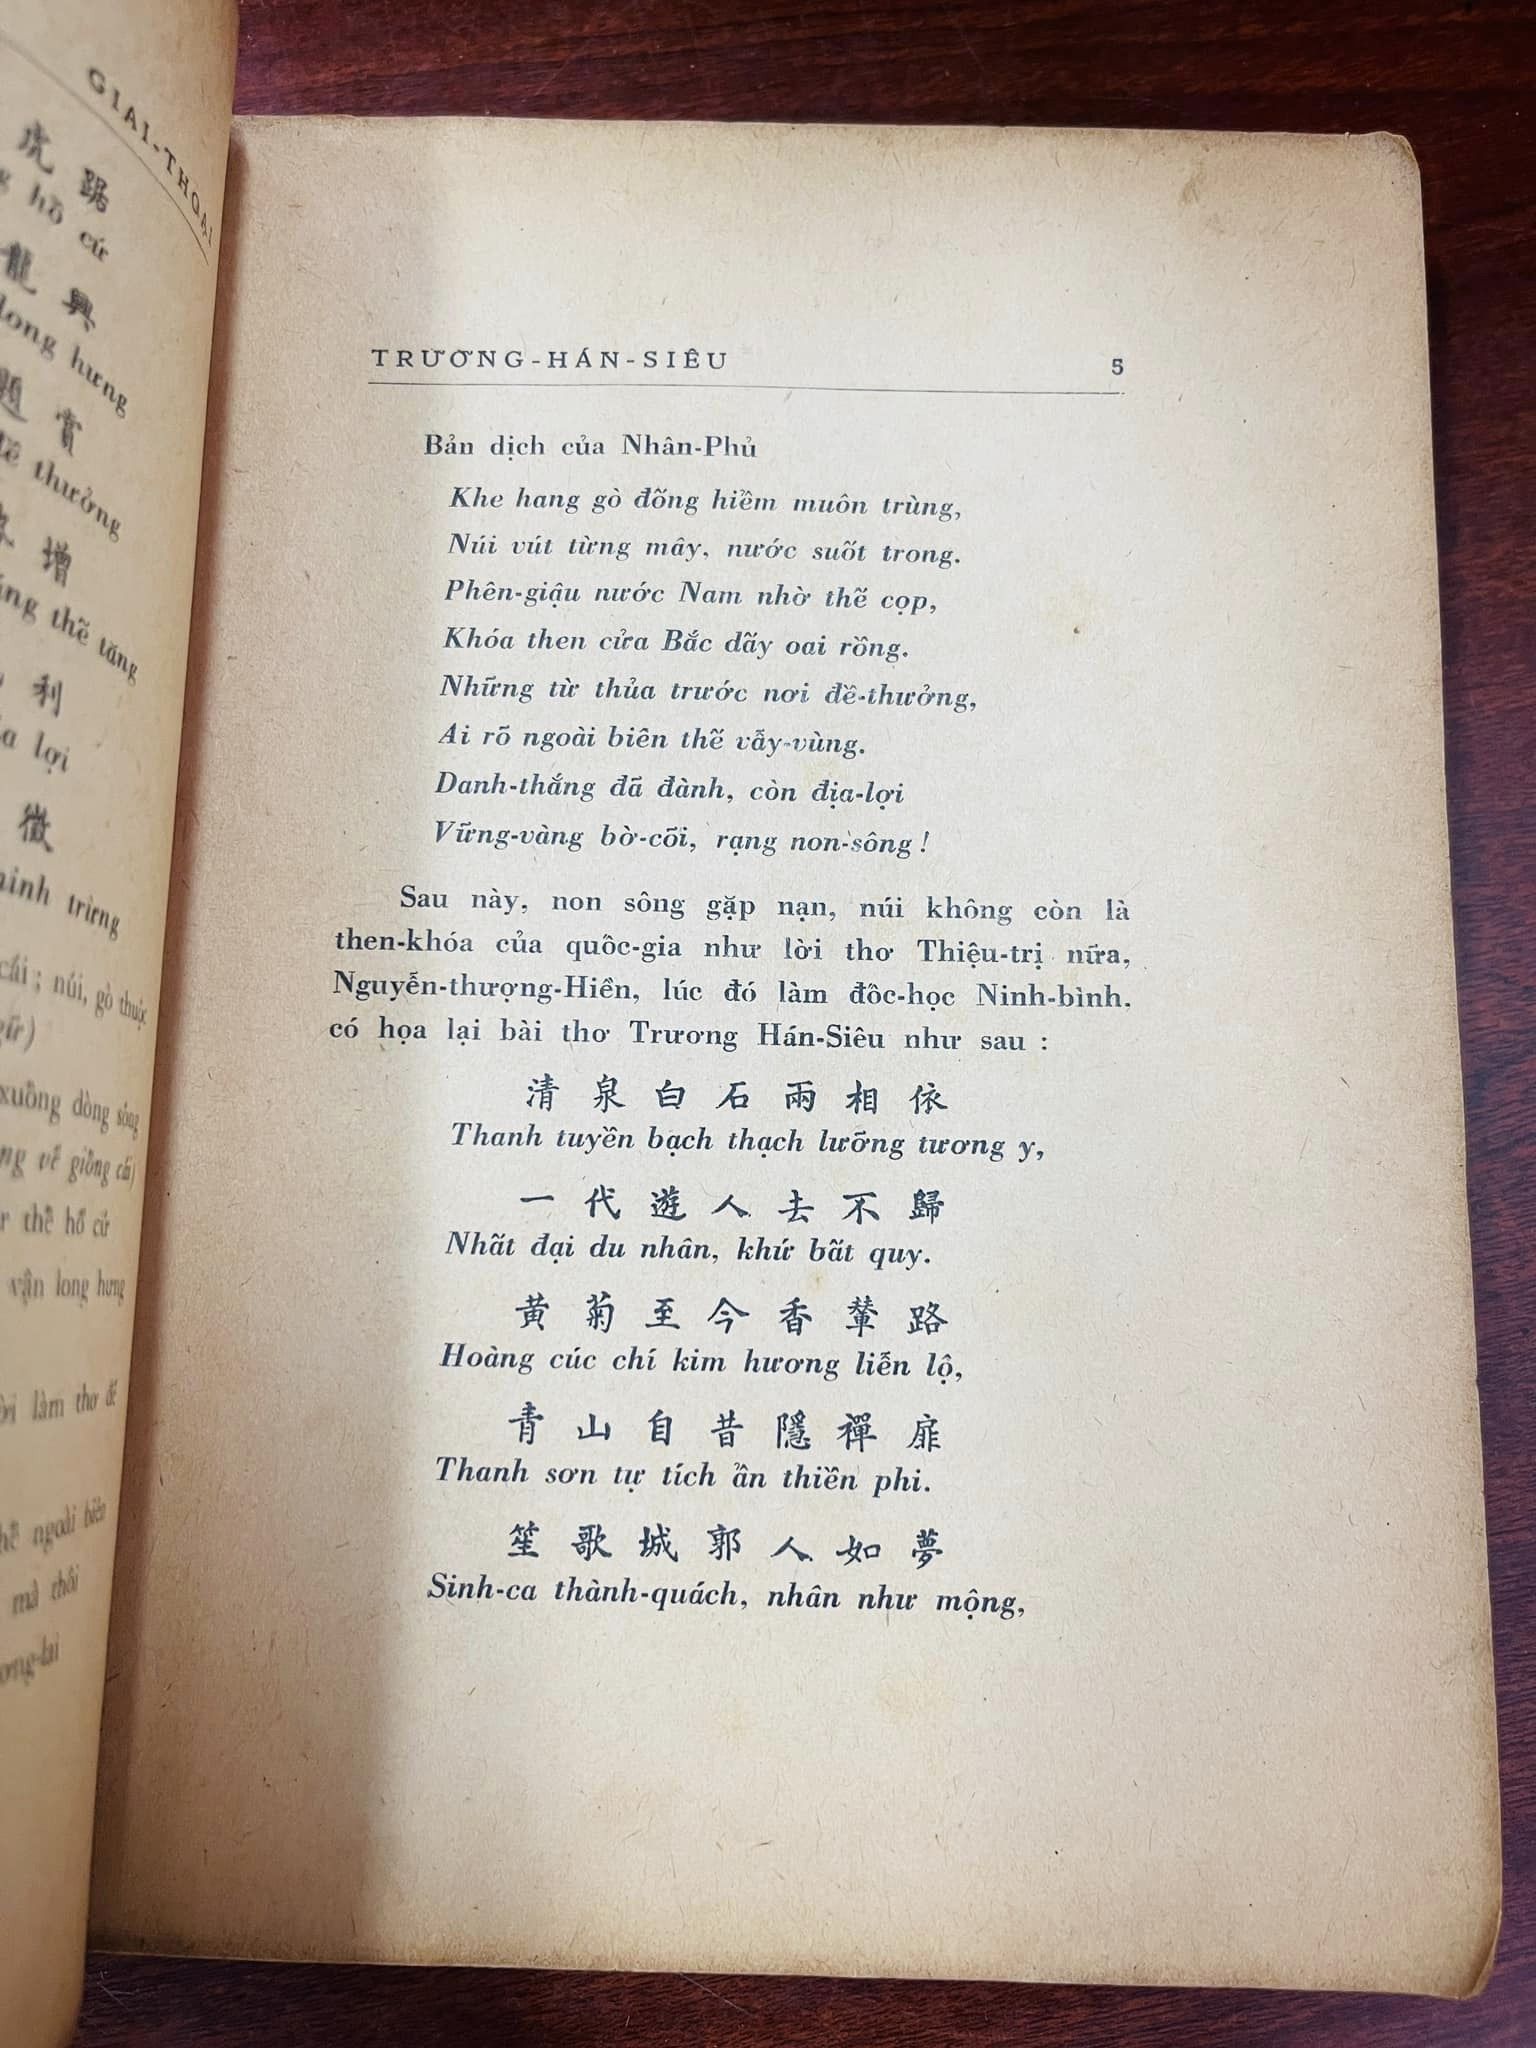 GIAI-THOẠI
虎 踞
hổ cứ
龍 興
long hưng
題 賞
đề thưởng
增
thế tăng
利
lợi
徵
minh trưng
cái ; núi, gò thuộc
xuống dòng sông
về giồng cái)
thế hổ cứ
vận long hưng
làm thơ để
ngoài biên
mà thôi
TRƯƠNG-HÁN-SIÊU 5
Bản dịch của Nhân-Phủ
Khe hang gò đống hiểm muôn trùng,
Núi vút từng mây, nước suốt trong.
Phên-giậu nước Nam nhờ thế cọp,
Khóa then cửa Bắc dấy oai rồng.
Những từ thủa trước nơi đề-thưởng,
Ai rõ ngoài biên thế vẫy-vùng.
Danh-thắng đã đành, còn địa-lợi
Vững-vàng bờ-cõi, rạng non-sông !
Sau này, non sông gặp nạn, núi không còn là
then-khóa của quốc-gia như lời thơ Thiệu-trị nữa,
Nguyễn-thượng-Hiền, lúc đó làm đốc-học Ninh-bình,
có họa lại bài thơ Trương Hán-Siêu như sau :
清 泉 白 石 兩 相 依
Thanh tuyền bạch thạch lưỡng tương y,
一 代 遊 人 去 不 歸
Nhất đại du nhân, khứ bất quy.
黃 菊 至 今 香 輦 路
Hoàng cúc chí kim hương liễn lộ,
青 山 自 昔 隱 禪 扉
Thanh sơn tự tích ẩn thiền phi.
笙 歌 城 郭 人 如 夢
Sinh-ca thành-quách, nhân như mộng,